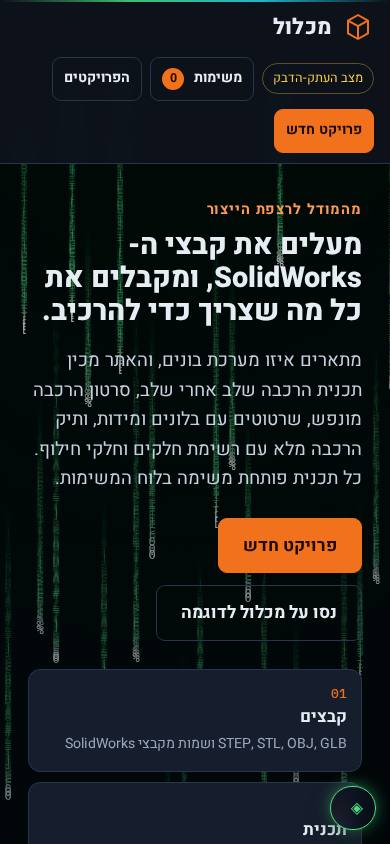 מכלול
מצב העתק-הדבק
משימות 0
הפרויקטים
פרויקט חדש
מהמודל לרצפת הייצור
מעלים את קבצי ה-
SolidWorks, ומקבלים את
כל מה שצריך כדי להרכיב.
מתארים איזו מערכת בונים, והאתר מכין
תכנית הרכבה שלב אחרי שלב, סרטון הרכבה
מונפש, שרטוטים עם בלונים ומידות, ותיק
הרכבה מלא עם רשימת חלקים וחלקי חילוף.
כל תכנית פותחת משימה בלוח המשימות.
פרויקט חדש
נסו על מכלול לדוגמה
01
קבצים
STEP, STL, OBJ, GLB ושמות מקבצי SolidWorks
תכנית